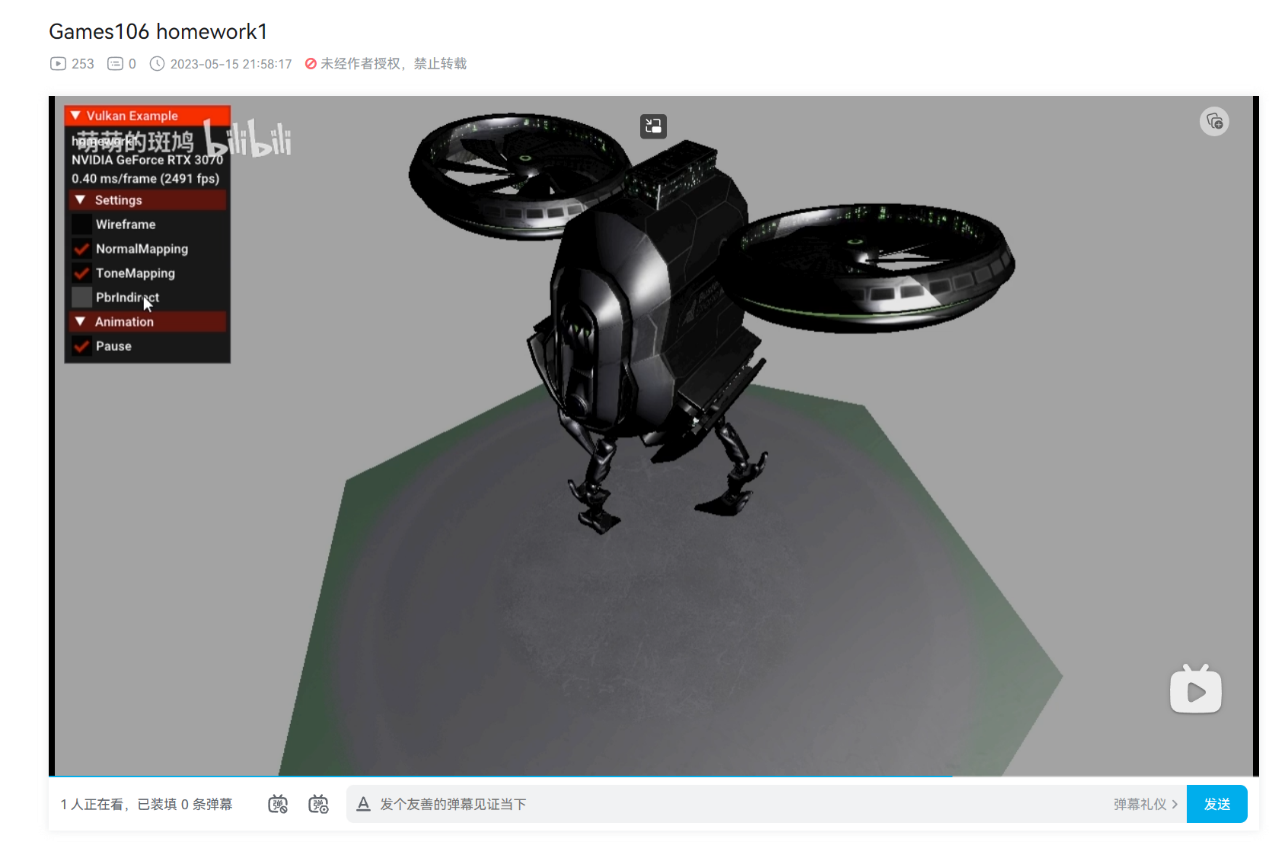 Games106 homework1
253 0 2023-05-15 21:58:17 未经作者授权，禁止转载
Vulkan Example
homework1
萌萌的斑鸠 bilibili
NVIDIA GeForce RTX 3070
0.40 ms/frame (2491 fps)
Settings
Wireframe
NormalMapping
ToneMapping
PbrIndirect
Animation
Pause
1 人正在看，已装填 0 条弹幕
弹
弹
A 发个友善的弹幕见证当下
弹幕礼仪
发送